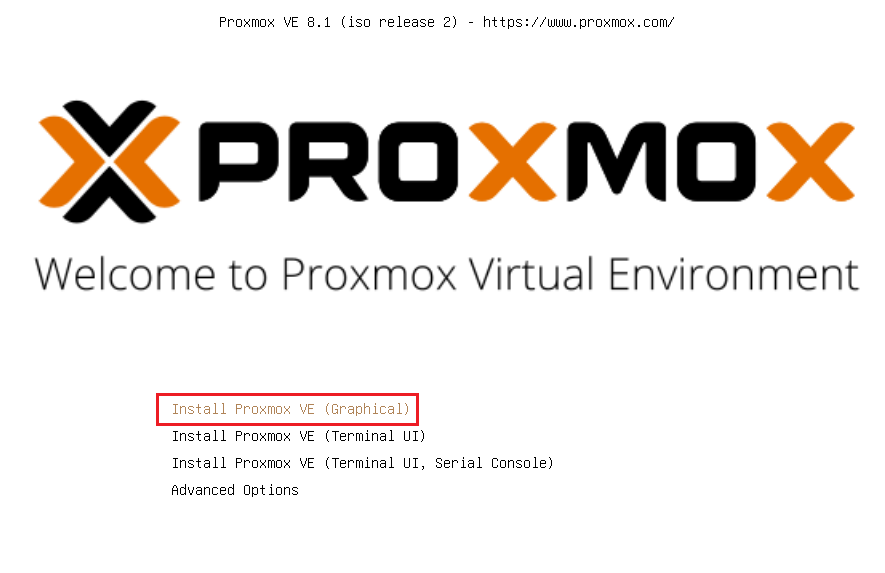 Proxmox VE 8.1 (iso release 2) - https://www.proxmox.com/
PROXMOX
Welcome to Proxmox Virtual Environment
Install Proxmox VE (Graphical)
Install Proxmox VE (Terminal UI)
Install Proxmox VE (Terminal UI, Serial Console)
Advanced Options